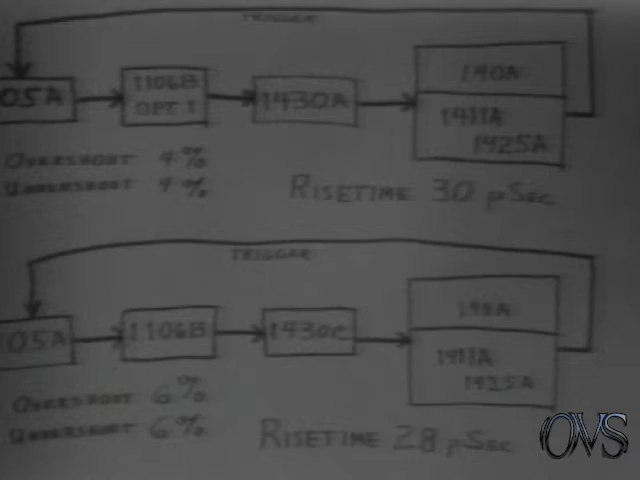 TRIGGER
05A
1106B
OPT 1
1430A
140A
1411A
1425A
OVERSHOOT 4%
UNDERSHOOT 4%
RISETIME 30 pSEC
TRIGGER
105A
1106B
1430C
1411A
1425A
OVERSHOOT 6%
UNDERSHOOT 6%
RISETIME 28 pSEC
OVS